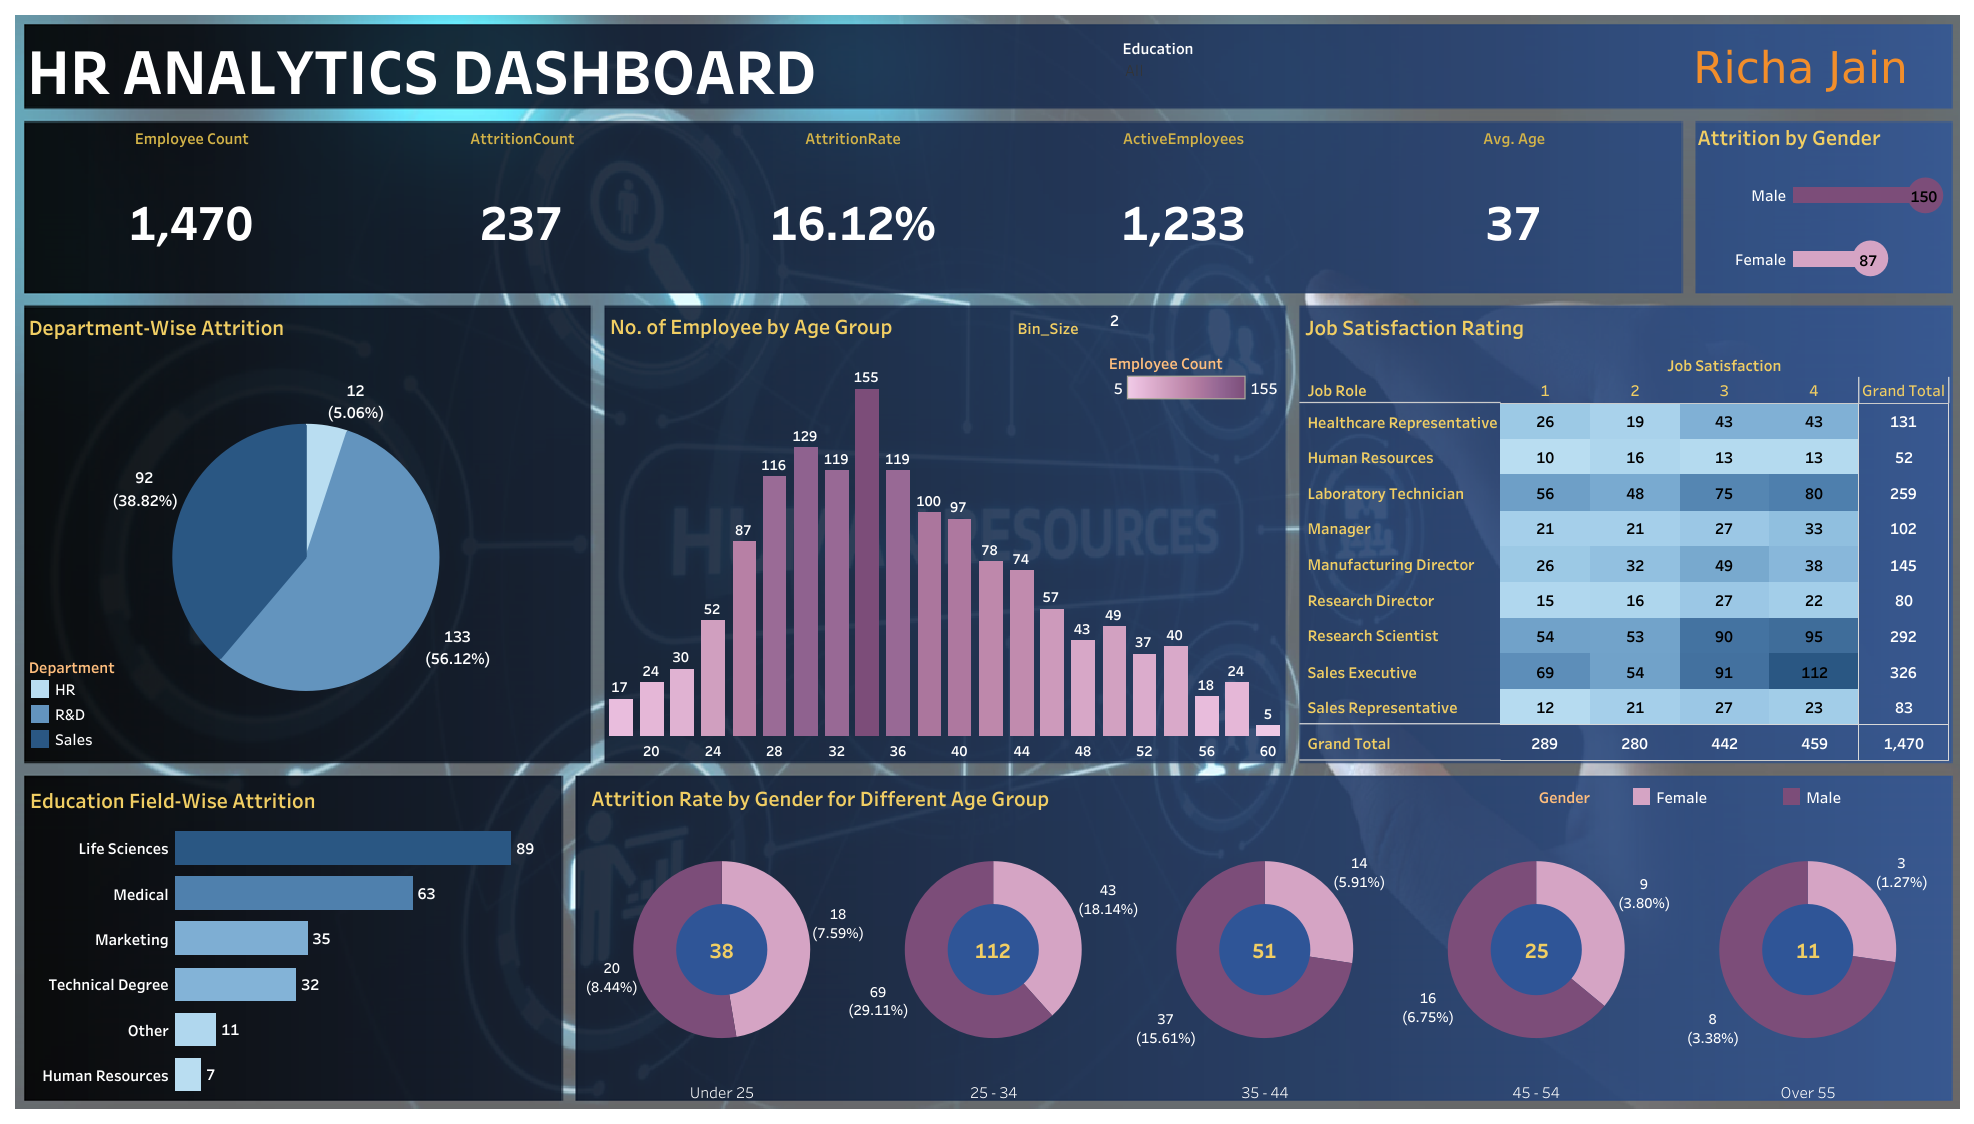 HR ANALYTICS DASHBOARD
Education
Richa Jain
Employee Count
AttritionCount
AttritionRate
ActiveEmployees
Avg. Age
1,470
237
16.12%
1,233
37
Attrition by Gender
Male 150
Female 87
Department-Wise Attrition
12
(5.06%)
92
(38.82%)
133
(56.12%)
Department
HR
R&D
Sales
No. of Employee by Age Group
Bin_Size 2
Employee Count
5 155
17 24 30 52 87 116 129 119 155 119 100 97 78 74 57 43 49 37 40 18 24 5
20 24 28 32 36 40 44 48 52 56 60
HUMAN RESOURCES
Job Satisfaction Rating
Job Satisfaction
Job Role 1 2 3 4 Grand Total
Healthcare Representative 26 19 43 43 131
Human Resources 10 16 13 13 52
Laboratory Technician 56 48 75 80 259
Manager 21 21 27 33 102
Manufacturing Director 26 32 49 38 145
Research Director 15 16 27 22 80
Research Scientist 54 53 90 95 292
Sales Executive 69 54 91 112 326
Sales Representative 12 21 27 23 83
Grand Total 289 280 442 459 1,470
Education Field-Wise Attrition
Life Sciences 89
Medical 63
Marketing 35
Technical Degree 32
Other 11
Human Resources 7
Attrition Rate by Gender for Different Age Group
Gender Female Male
18
(7.59%)
38
20
(8.44%)
Under 25
43
(18.14%)
112
69
(29.11%)
25 - 34
14
(5.91%)
51
37
(15.61%)
35 - 44
9
(3.80%)
25
16
(6.75%)
45 - 54
3
(1.27%)
11
8
(3.38%)
Over 55